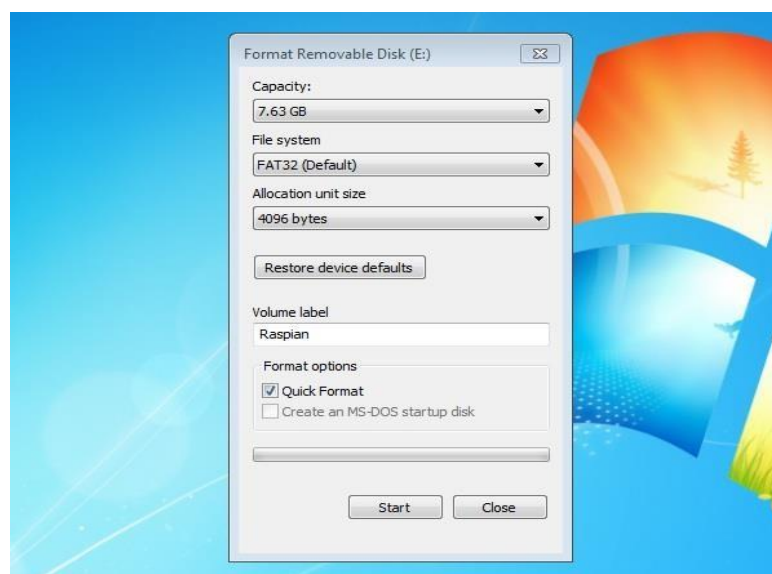 Format Removable Disk (E:)
Capacity:
7.63 GB
File system
FAT32 (Default)
Allocation unit size
4096 bytes
Restore device defaults
Volume label
Raspian
Format options
Quick Format
Create an MS-DOS startup disk
Start Close